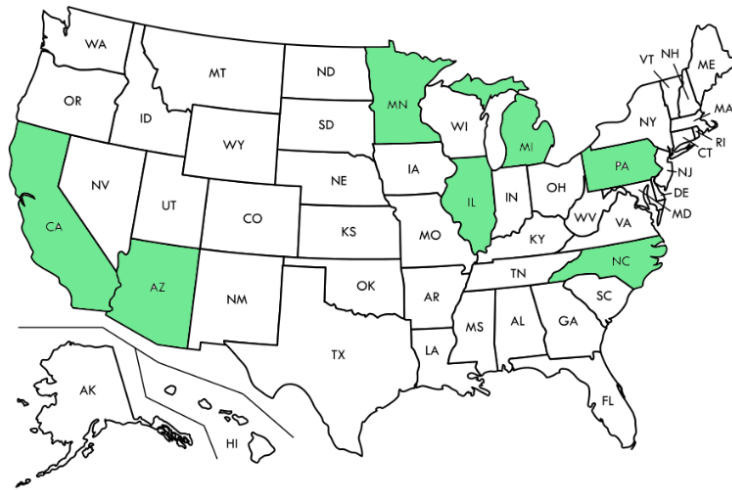 WA
MT
ND
MN
VT
NH
ME
OR
ID
WY
SD
WI
MI
NY
MA
RI
CT
NV
UT
CO
NE
IA
IL
IN
OH
PA
NJ
DE
MD
CA
AZ
NM
KS
MO
KY
WV
VA
OK
AR
TN
NC
SC
TX
LA
MS
AL
GA
FL
AK
HI